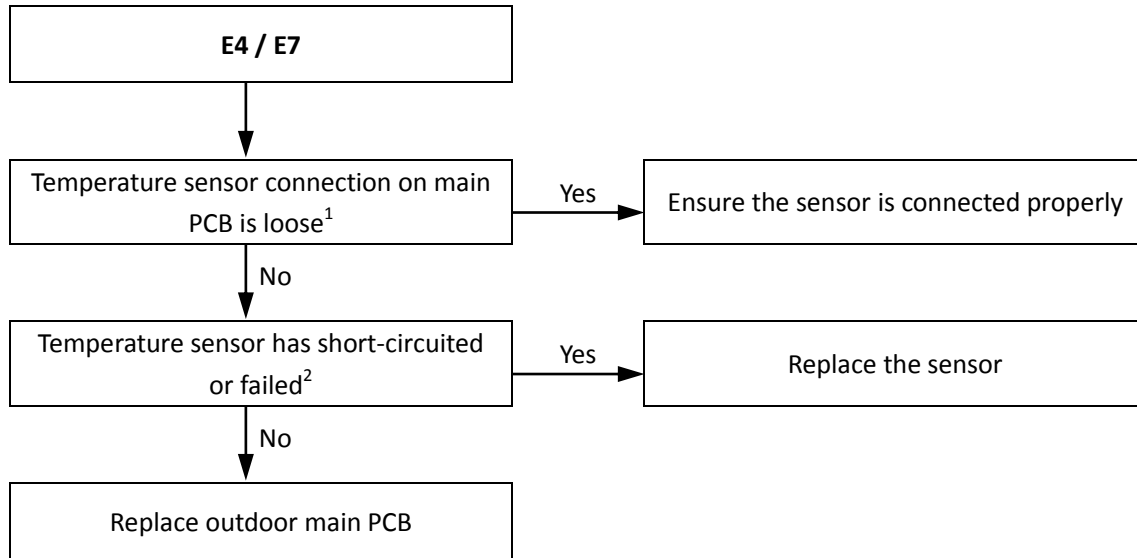 E4 / E7
Temperature sensor connection on main
PCB is loose¹
Yes
Ensure the sensor is connected properly
No
Temperature sensor has short-circuited
or failed²
Yes
Replace the sensor
No
Replace outdoor main PCB